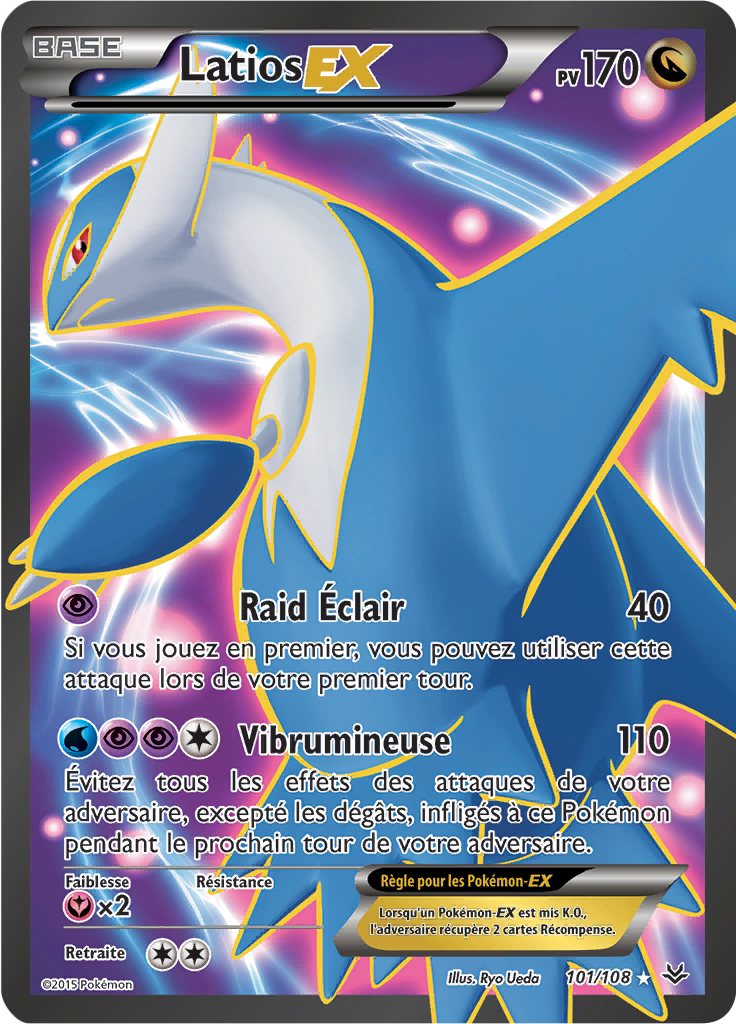 BASE
Latios EX
PV 170
Raid Éclair 40
Si vous jouez en premier, vous pouvez utiliser cette
attaque lors de votre premier tour.
Vibrumineuse 110
Évitez tous les effets des attaques de votre
adversaire, excepté les dégâts, infligés à ce Pokémon
pendant le prochain tour de votre adversaire.
Faiblesse Résistance
×2
Retraite
Règle pour les Pokémon-EX
Lorsqu'un Pokémon-EX est mis K.O.,
l'adversaire récupère 2 cartes Récompense.
©2015 Pokémon
Illus. Ryo Ueda 101/108